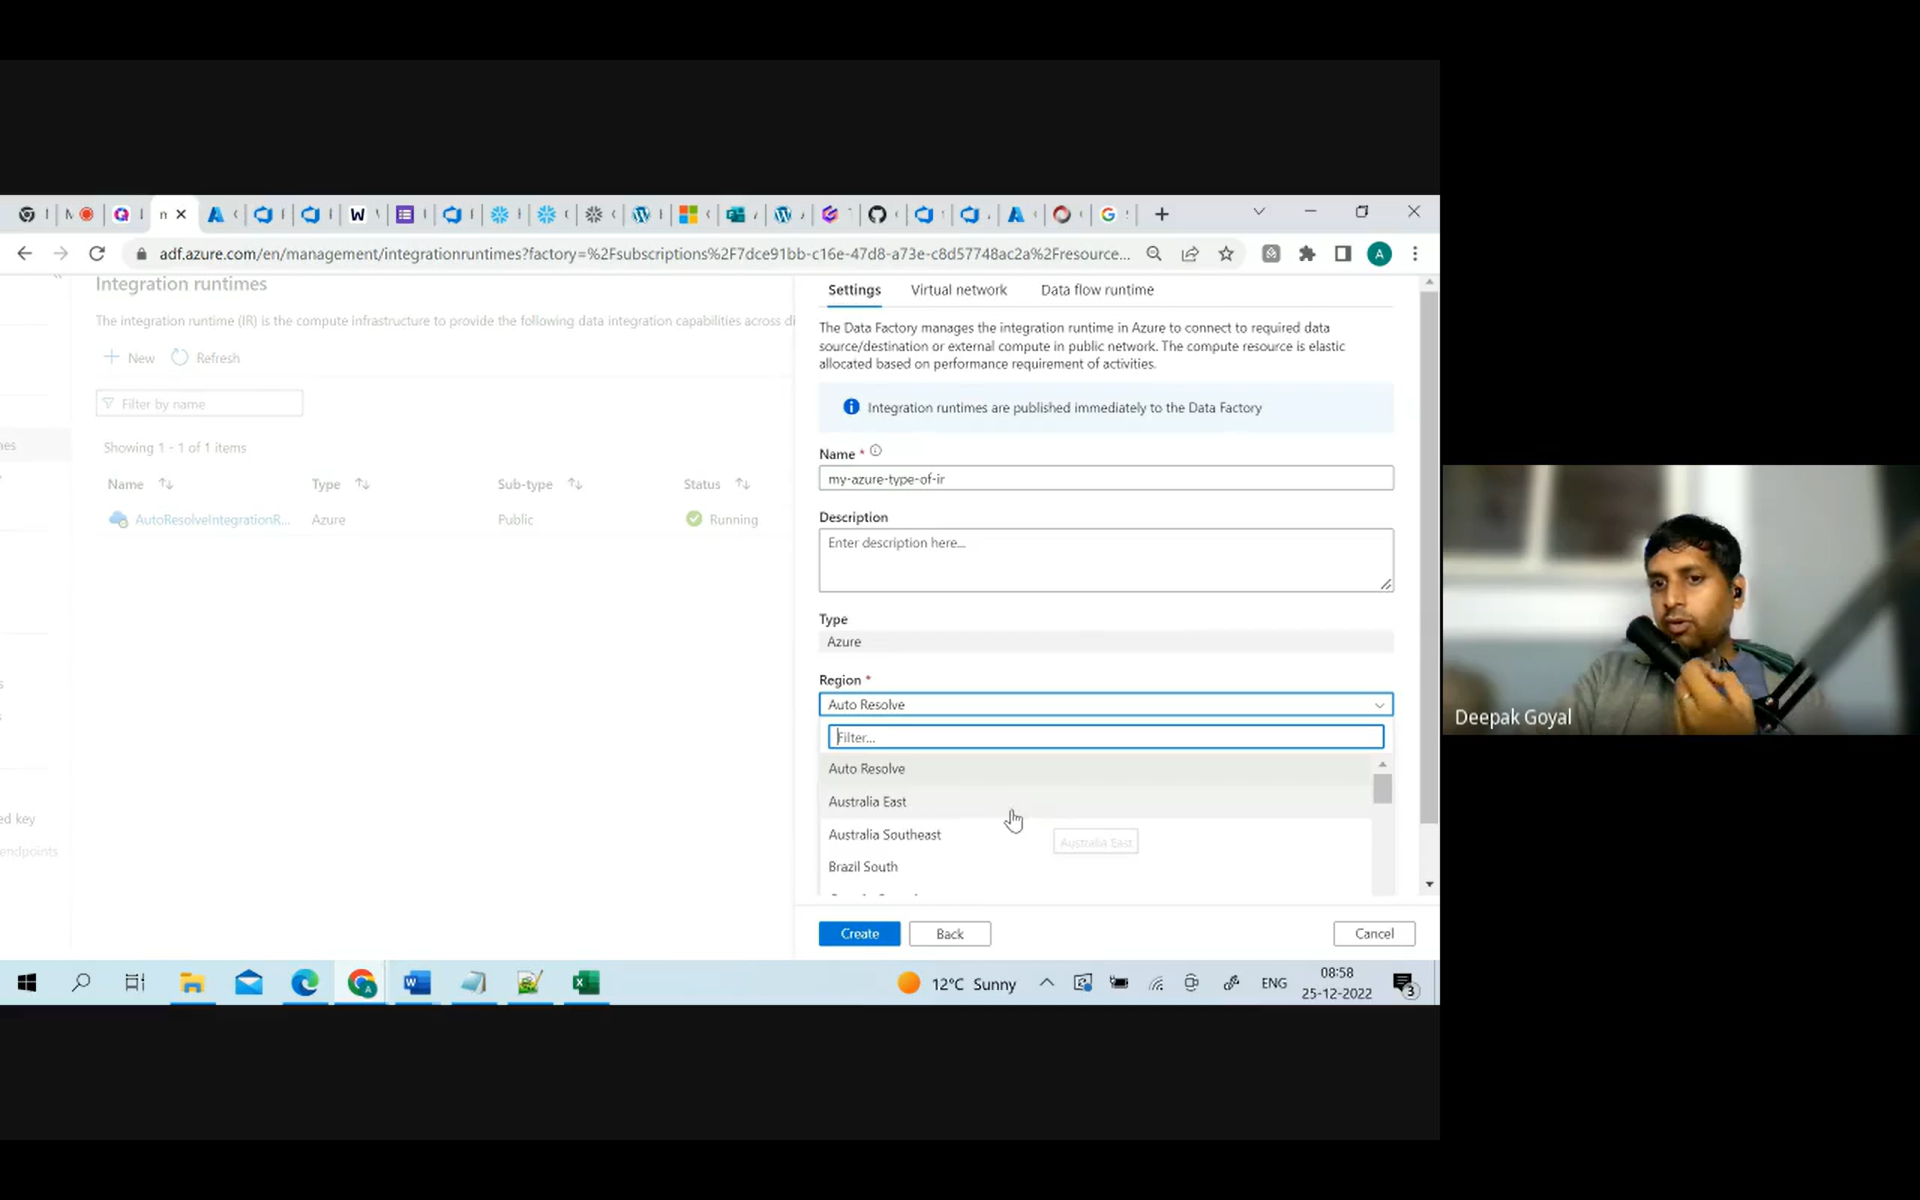 adf.azure.com/en/management/integrationruntimes?factory=%2Fsubscriptions%2F7dce91bb-c16e-47d8-a73e-c8d57748ac2a%2Fresource...
A
Integration runtimes
The integration runtime (IR) is the compute infrastructure to provide the following data integration capabilities across di
New
Refresh
Filter by name
Showing 1 - 1 of 1 items
Name
Type
Sub-type
Status
AutoResolveIntegrationR...
Azure
Public
Running
ed key
endpoints
Settings
Virtual network
Data flow runtime
The Data Factory manages the integration runtime in Azure to connect to required data
source/destination or external compute in public network. The compute resource is elastic
allocated based on performance requirement of activities.
Integration runtimes are published immediately to the Data Factory
Name *
my-azure-type-of-ir
Description
Enter description here...
Type
Azure
Region *
Auto Resolve
Filter...
Auto Resolve
Australia East
Australia Southeast
Australia East
Brazil South
Create
Back
Cancel
12°C Sunny
ENG
08:58
25-12-2022
3
Deepak Goyal